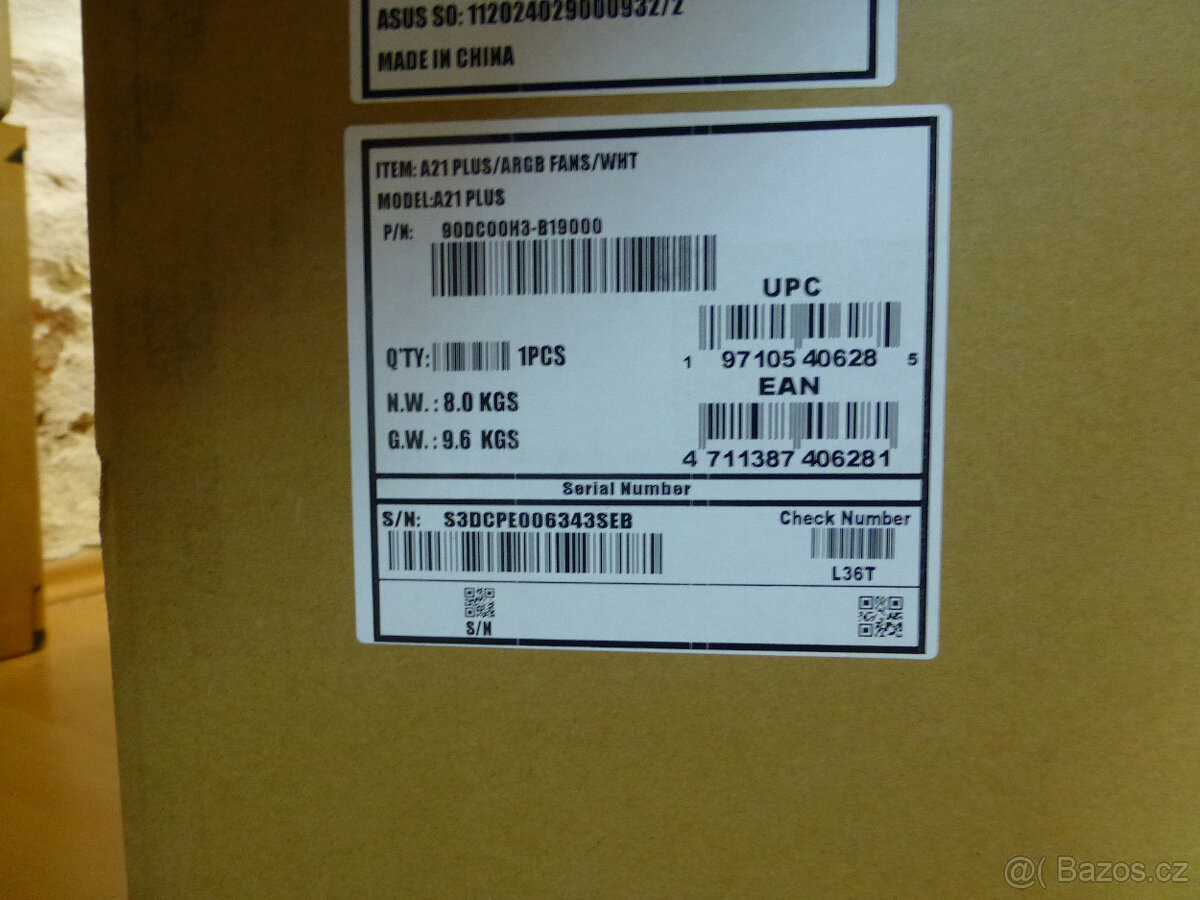 ASUS SO: 112024029000932/2
MADE IN CHINA
ITEM: A21 PLUS/ARGB FANS/WHT
MODEL:A21 PLUS
P/N: 90DC00H3-B19000
UPC
1 97105 40628 5
Q'TY: 1PCS
EAN
N.W. : 8.0 KGS
G.W. : 9.6 KGS
4 711387 406281
Serial Number
S/N: S3DCPE006343SEB
Check Number
L36T
S/N
@( Bazos.cz